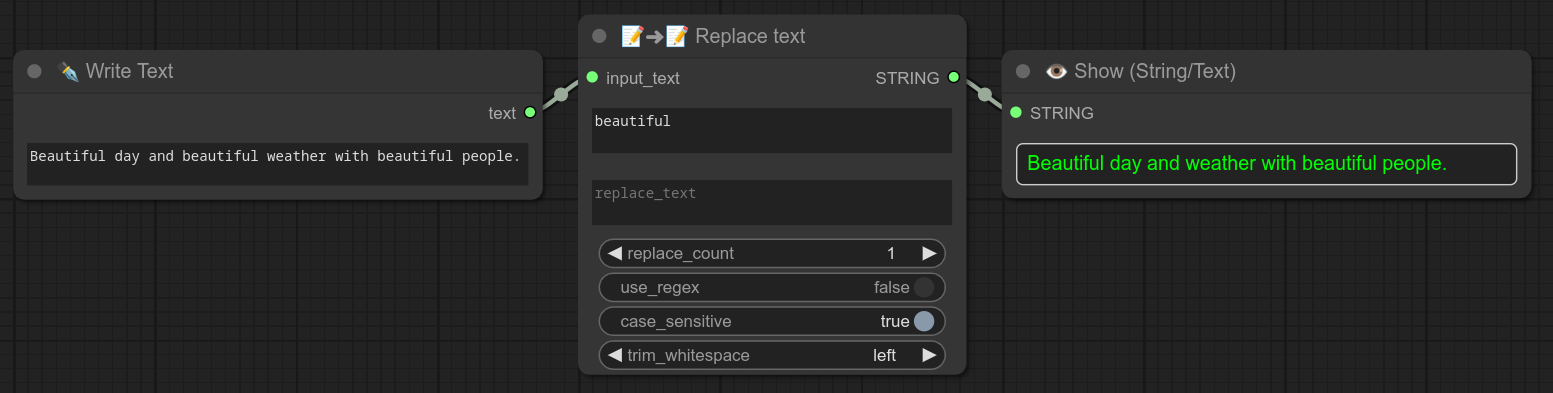 Write Text
text
Beautiful day and beautiful weather with beautiful people.
Replace text
input_text STRING
beautiful
replace_text
replace_count 1
use_regex false
case_sensitive true
trim_whitespace left
Show (String/Text)
STRING
Beautiful day and weather with beautiful people.